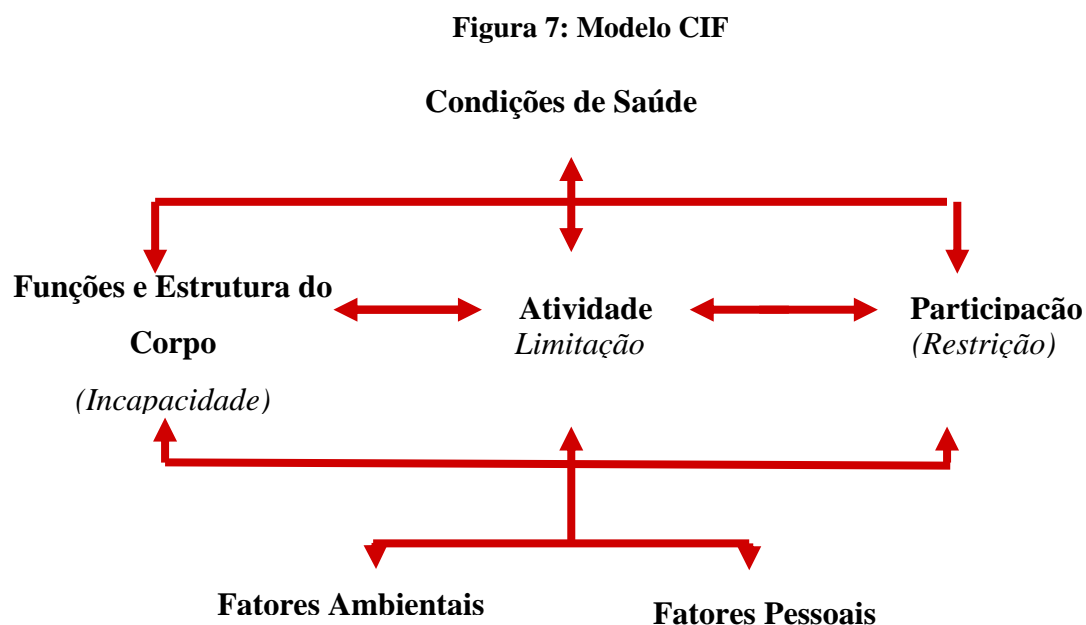 Figura 7: Modelo CIF
Condições de Saúde
Funções e Estrutura do
Corpo
(Incapacidade)
Atividade
Limitação
Participação
(Restrição)
Fatores Ambientais
Fatores Pessoais